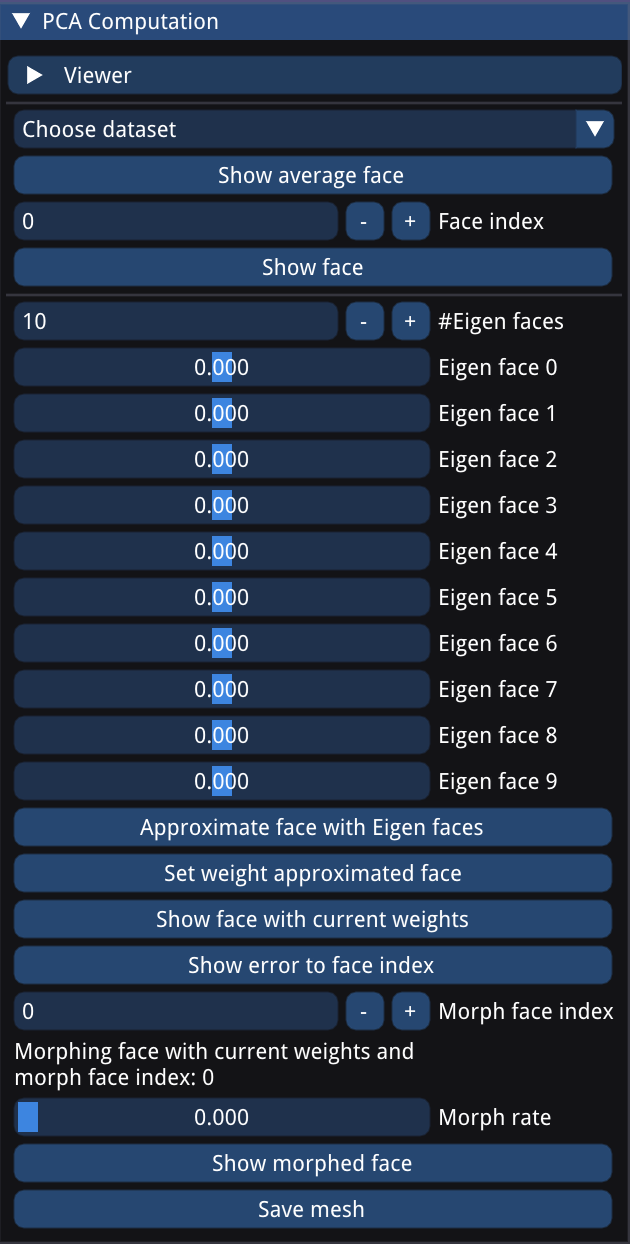 PCA Computation
Viewer
Choose dataset
Show average face
0 - + Face index
Show face
10 - + #Eigen faces
0.000 Eigen face 0
0.000 Eigen face 1
0.000 Eigen face 2
0.000 Eigen face 3
0.000 Eigen face 4
0.000 Eigen face 5
0.000 Eigen face 6
0.000 Eigen face 7
0.000 Eigen face 8
0.000 Eigen face 9
Approximate face with Eigen faces
Set weight approximated face
Show face with current weights
Show error to face index
0 - + Morph face index
Morphing face with current weights and
morph face index: 0
0.000 Morph rate
Show morphed face
Save mesh